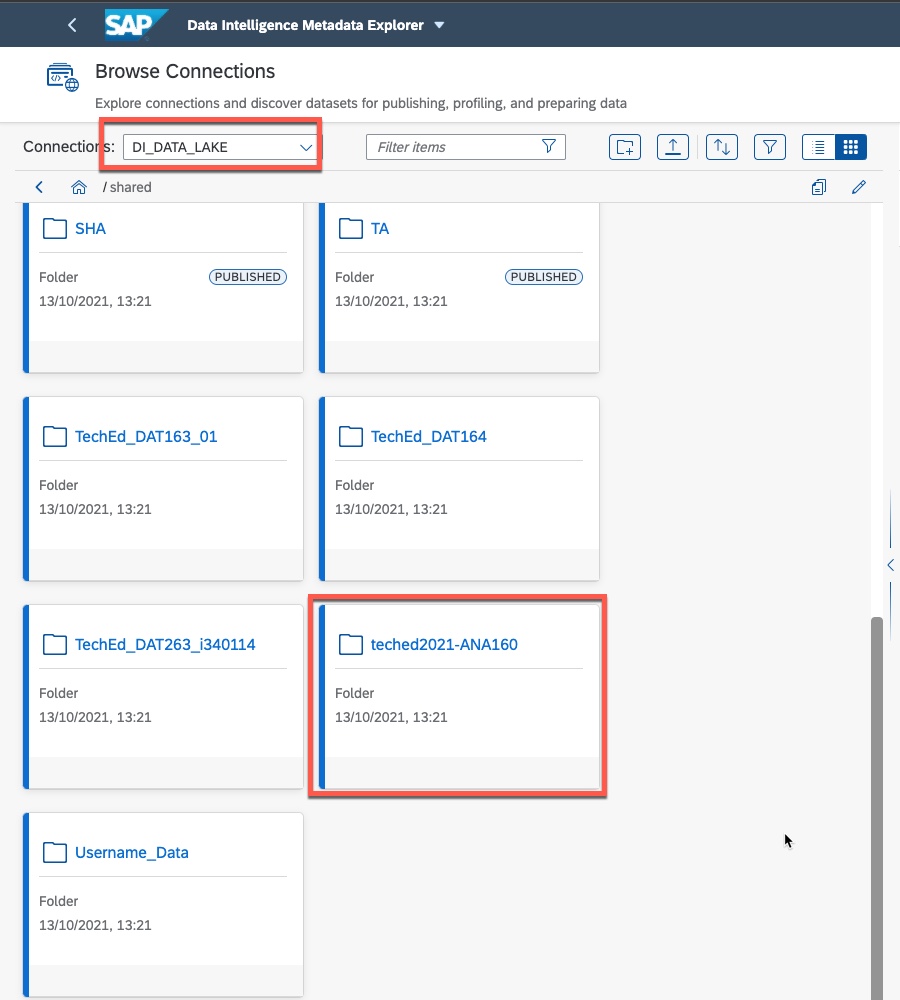 SAP Data Intelligence Metadata Explorer
Browse Connections
Explore connections and discover datasets for publishing, profiling, and preparing data
Connections: DI_DATA_LAKE Filter items
/ shared
SHA
Folder PUBLISHED
13/10/2021, 13:21
TA
Folder PUBLISHED
13/10/2021, 13:21
TechEd_DAT163_01
Folder
13/10/2021, 13:21
TechEd_DAT164
Folder
13/10/2021, 13:21
TechEd_DAT263_i340114
Folder
13/10/2021, 13:21
teched2021-ANA160
Folder
13/10/2021, 13:21
Username_Data
Folder
13/10/2021, 13:21